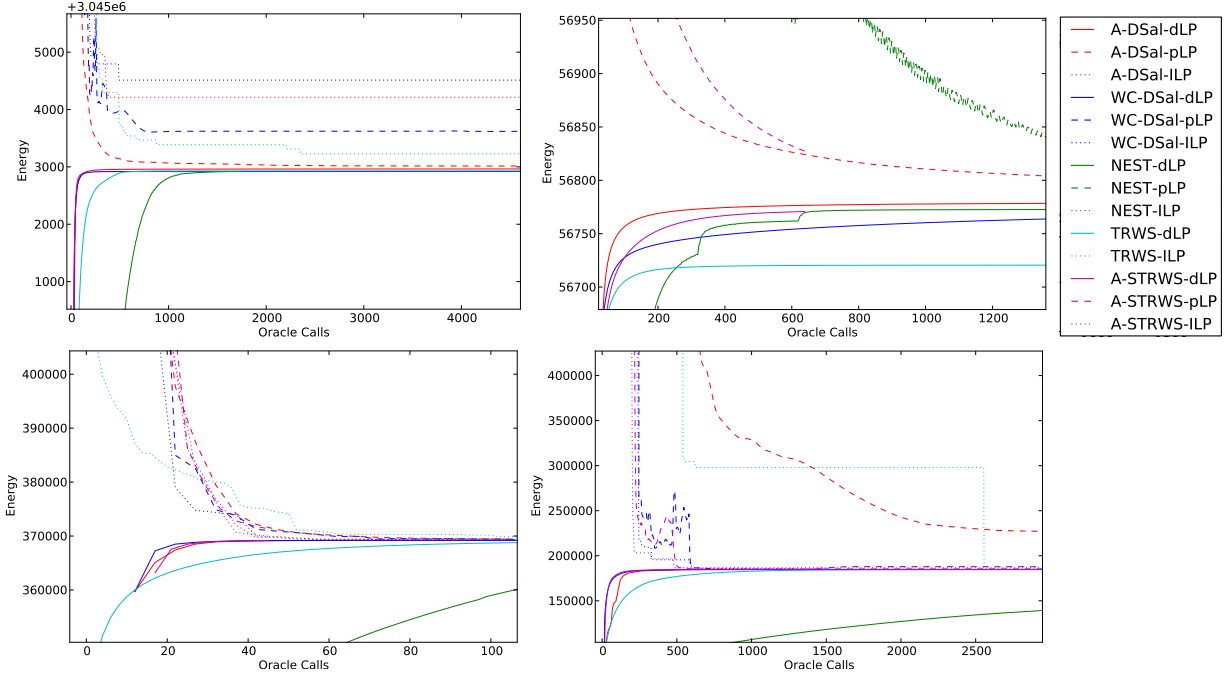 +3.045e6
5000
4000
3000
2000
1000
Energy
0 1000 2000 3000 4000
Oracle Calls
56950
56900
56850
56800
56750
56700
Energy
200 400 600 800 1000 1200
Oracle Calls
A-DSal-dLP
A-DSal-pLP
A-DSal-ILP
WC-DSal-dLP
WC-DSal-pLP
WC-DSal-ILP
NEST-dLP
NEST-pLP
NEST-ILP
TRWS-dLP
TRWS-ILP
A-STRWS-dLP
A-STRWS-pLP
A-STRWS-ILP
400000
390000
380000
370000
360000
Energy
0 20 40 60 80 100
Oracle Calls
400000
350000
300000
250000
200000
150000
Energy
0 500 1000 1500 2000 2500
Oracle Calls